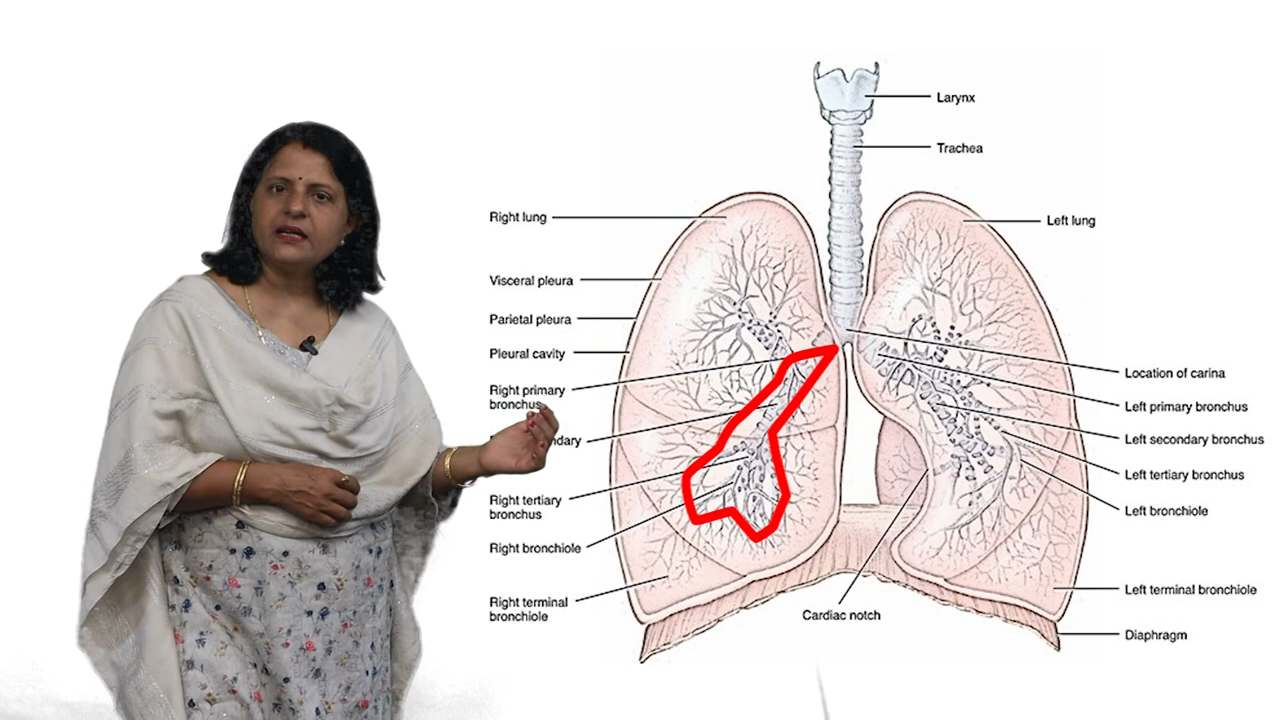 Larynx
Trachea
Right lung
Left lung
Visceral pleura
Parietal pleura
Pleural cavity
Right primary
bronchus
Right tertiary
bronchus
Right bronchiole
Right terminal
bronchiole
Location of carina
Left primary bronchus
Left secondary bronchus
Left tertiary bronchus
Left bronchiole
Left terminal bronchiole
Cardiac notch
Diaphragm